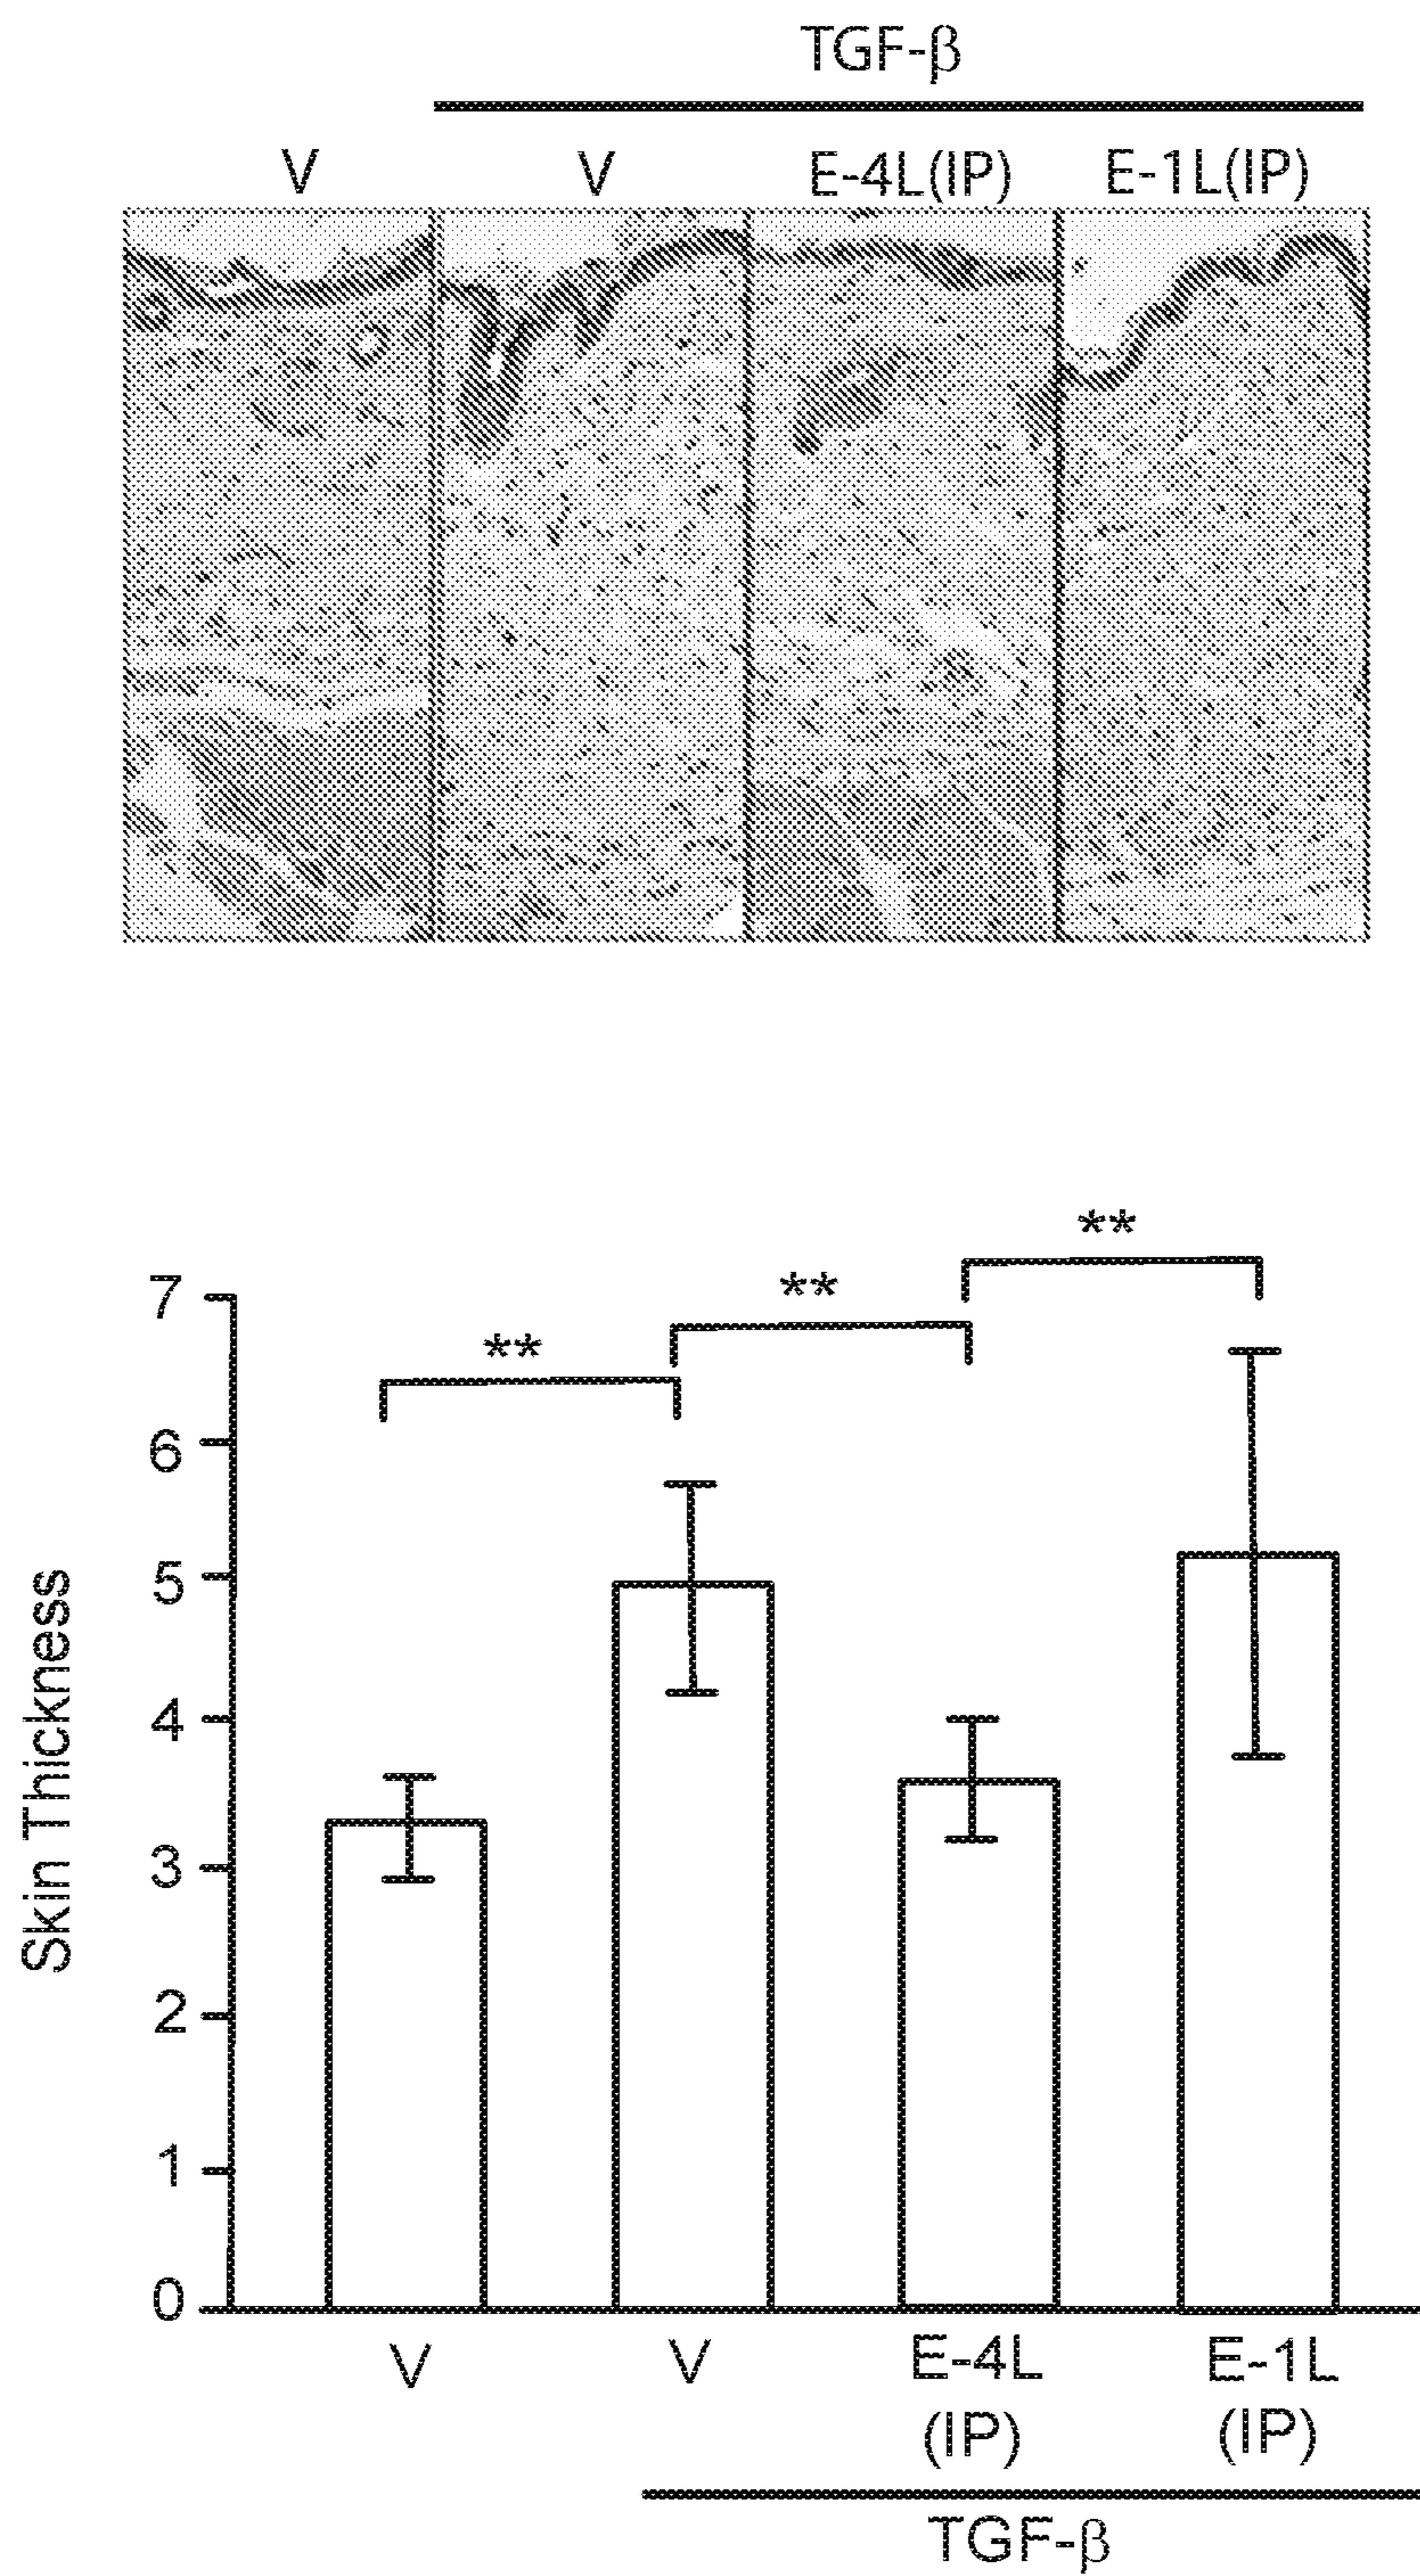 TGF-β
V V E-4L(IP) E-1L(IP)
**
**
**
7
6
5
4
3
2
1
0
Skin Thickness
V V E-4L E-1L
(IP) (IP)
TGF-β